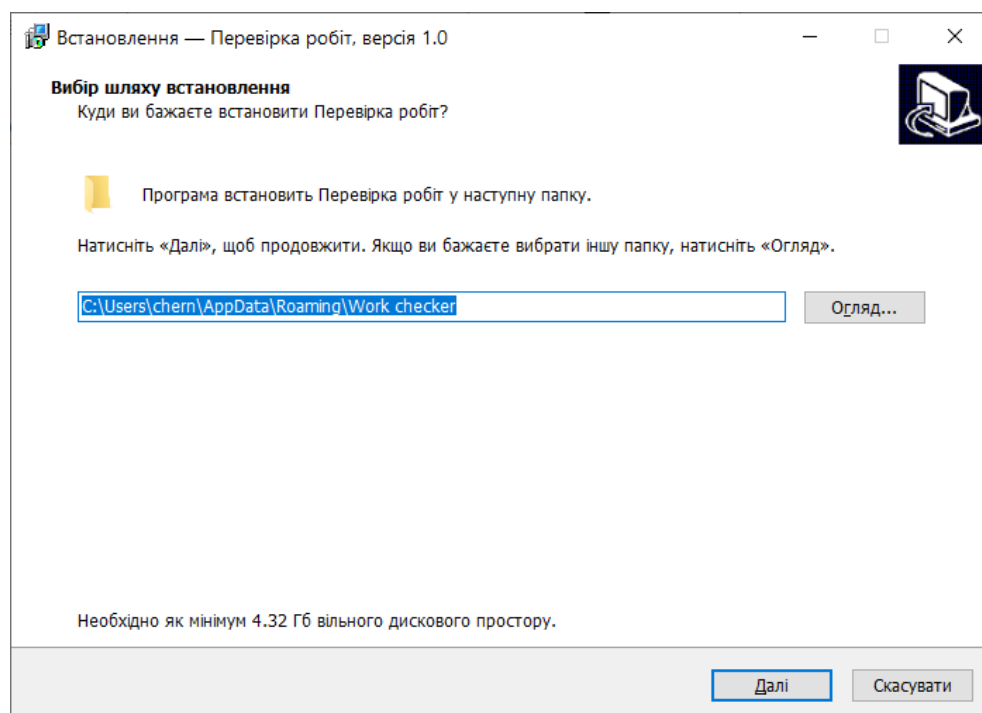 Встановлення — Перевірка робіт, версія 1.0
Вибір шляху встановлення
Куди ви бажаєте встановити Перевірка робіт?
Програма встановить Перевірка робіт у наступну папку.
Натисніть «Далі», щоб продовжити. Якщо ви бажаєте вибрати іншу папку, натисніть «Огляд».
C:\Users\chern\AppData\Roaming\Work checker
Огляд...
Необхідно як мінімум 4.32 Гб вільного дискового простору.
Далі
Скасувати